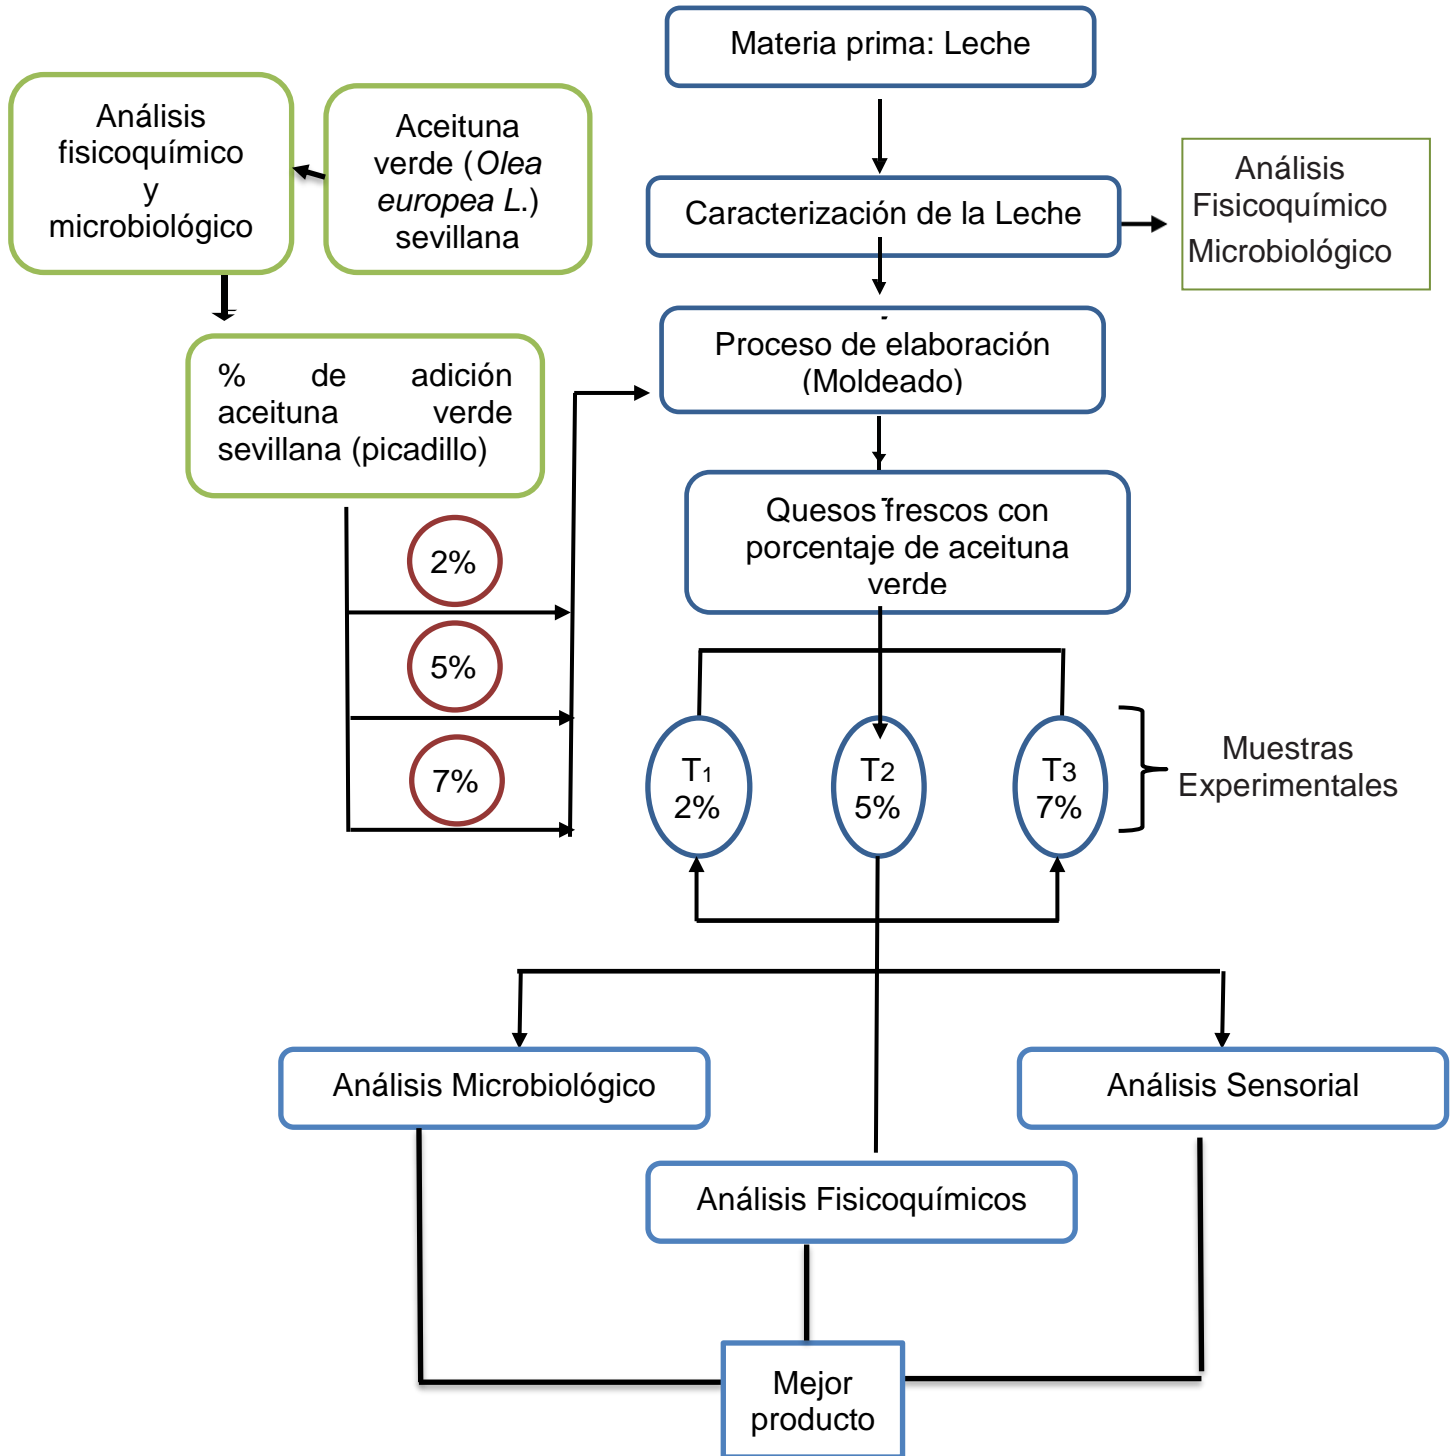 Materia prima: Leche
Análisis
fisicoquímico
y
microbiológico
Aceituna
verde (Olea
europea L.)
sevillana
Caracterización de la Leche
Análisis
Fisicoquímico
Microbiológico
Proceso de elaboración
(Moldeado)
% de adición
aceituna verde
sevillana (picadillo)
Quesos frescos con
porcentaje de aceituna
verde
2%
5%
7%
T1
2%
T2
5%
T3
7%
Muestras
Experimentales
Análisis Microbiológico
Análisis Sensorial
Análisis Fisicoquímicos
Mejor
producto